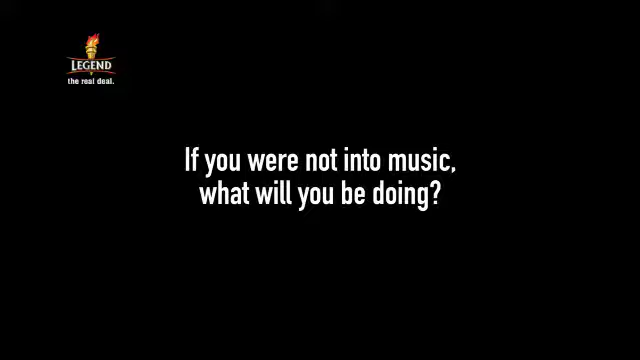 LEGEND
the real deal.
If you were not into music,
what will you be doing?